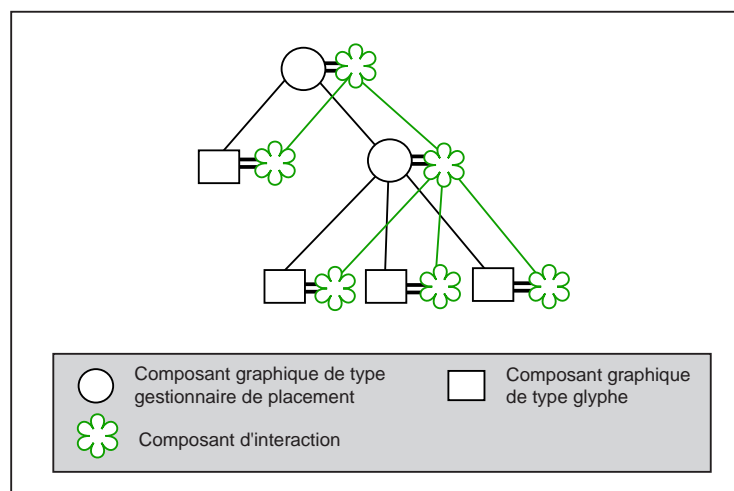 Composant graphique de type
gestionnaire de placement
Composant graphique
de type glyphe
Composant d'interaction